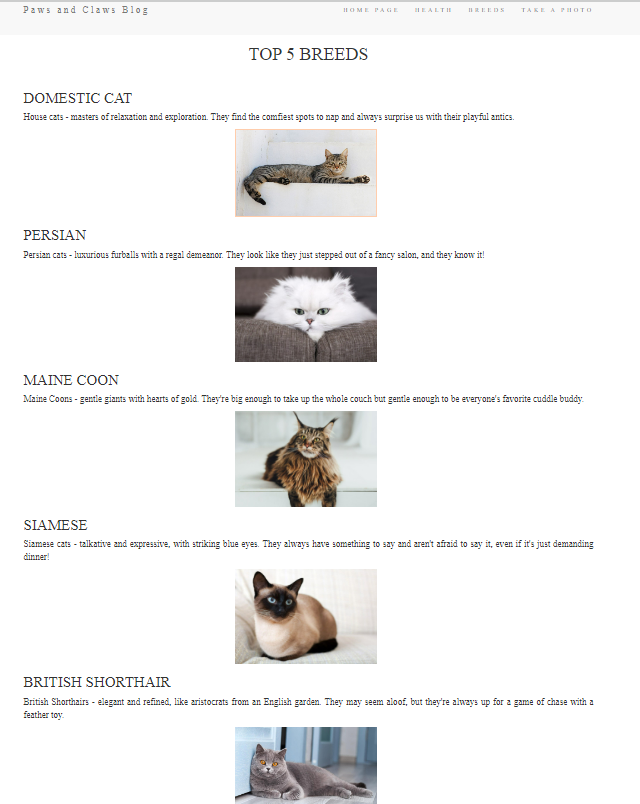 Paws and Claws Blog
HOME PAGE HEALTH BREEDS TAKE A PHOTO
TOP 5 BREEDS
DOMESTIC CAT
House cats - masters of relaxation and exploration. They find the comfiest spots to nap and always surprise us with their playful antics.
PERSIAN
Persian cats - luxurious furballs with a regal demeanor. They look like they just stepped out of a fancy salon, and they know it!
MAINE COON
Maine Coons - gentle giants with hearts of gold. They're big enough to take up the whole couch but gentle enough to be everyone's favorite cuddle buddy.
SIAMESE
Siamese cats - talkative and expressive, with striking blue eyes. They always have something to say and aren't afraid to say it, even if it's just demanding
dinner!
BRITISH SHORTHAIR
British Shorthairs - elegant and refined, like aristocrats from an English garden. They may seem aloof, but they're always up for a game of chase with a
feather toy.